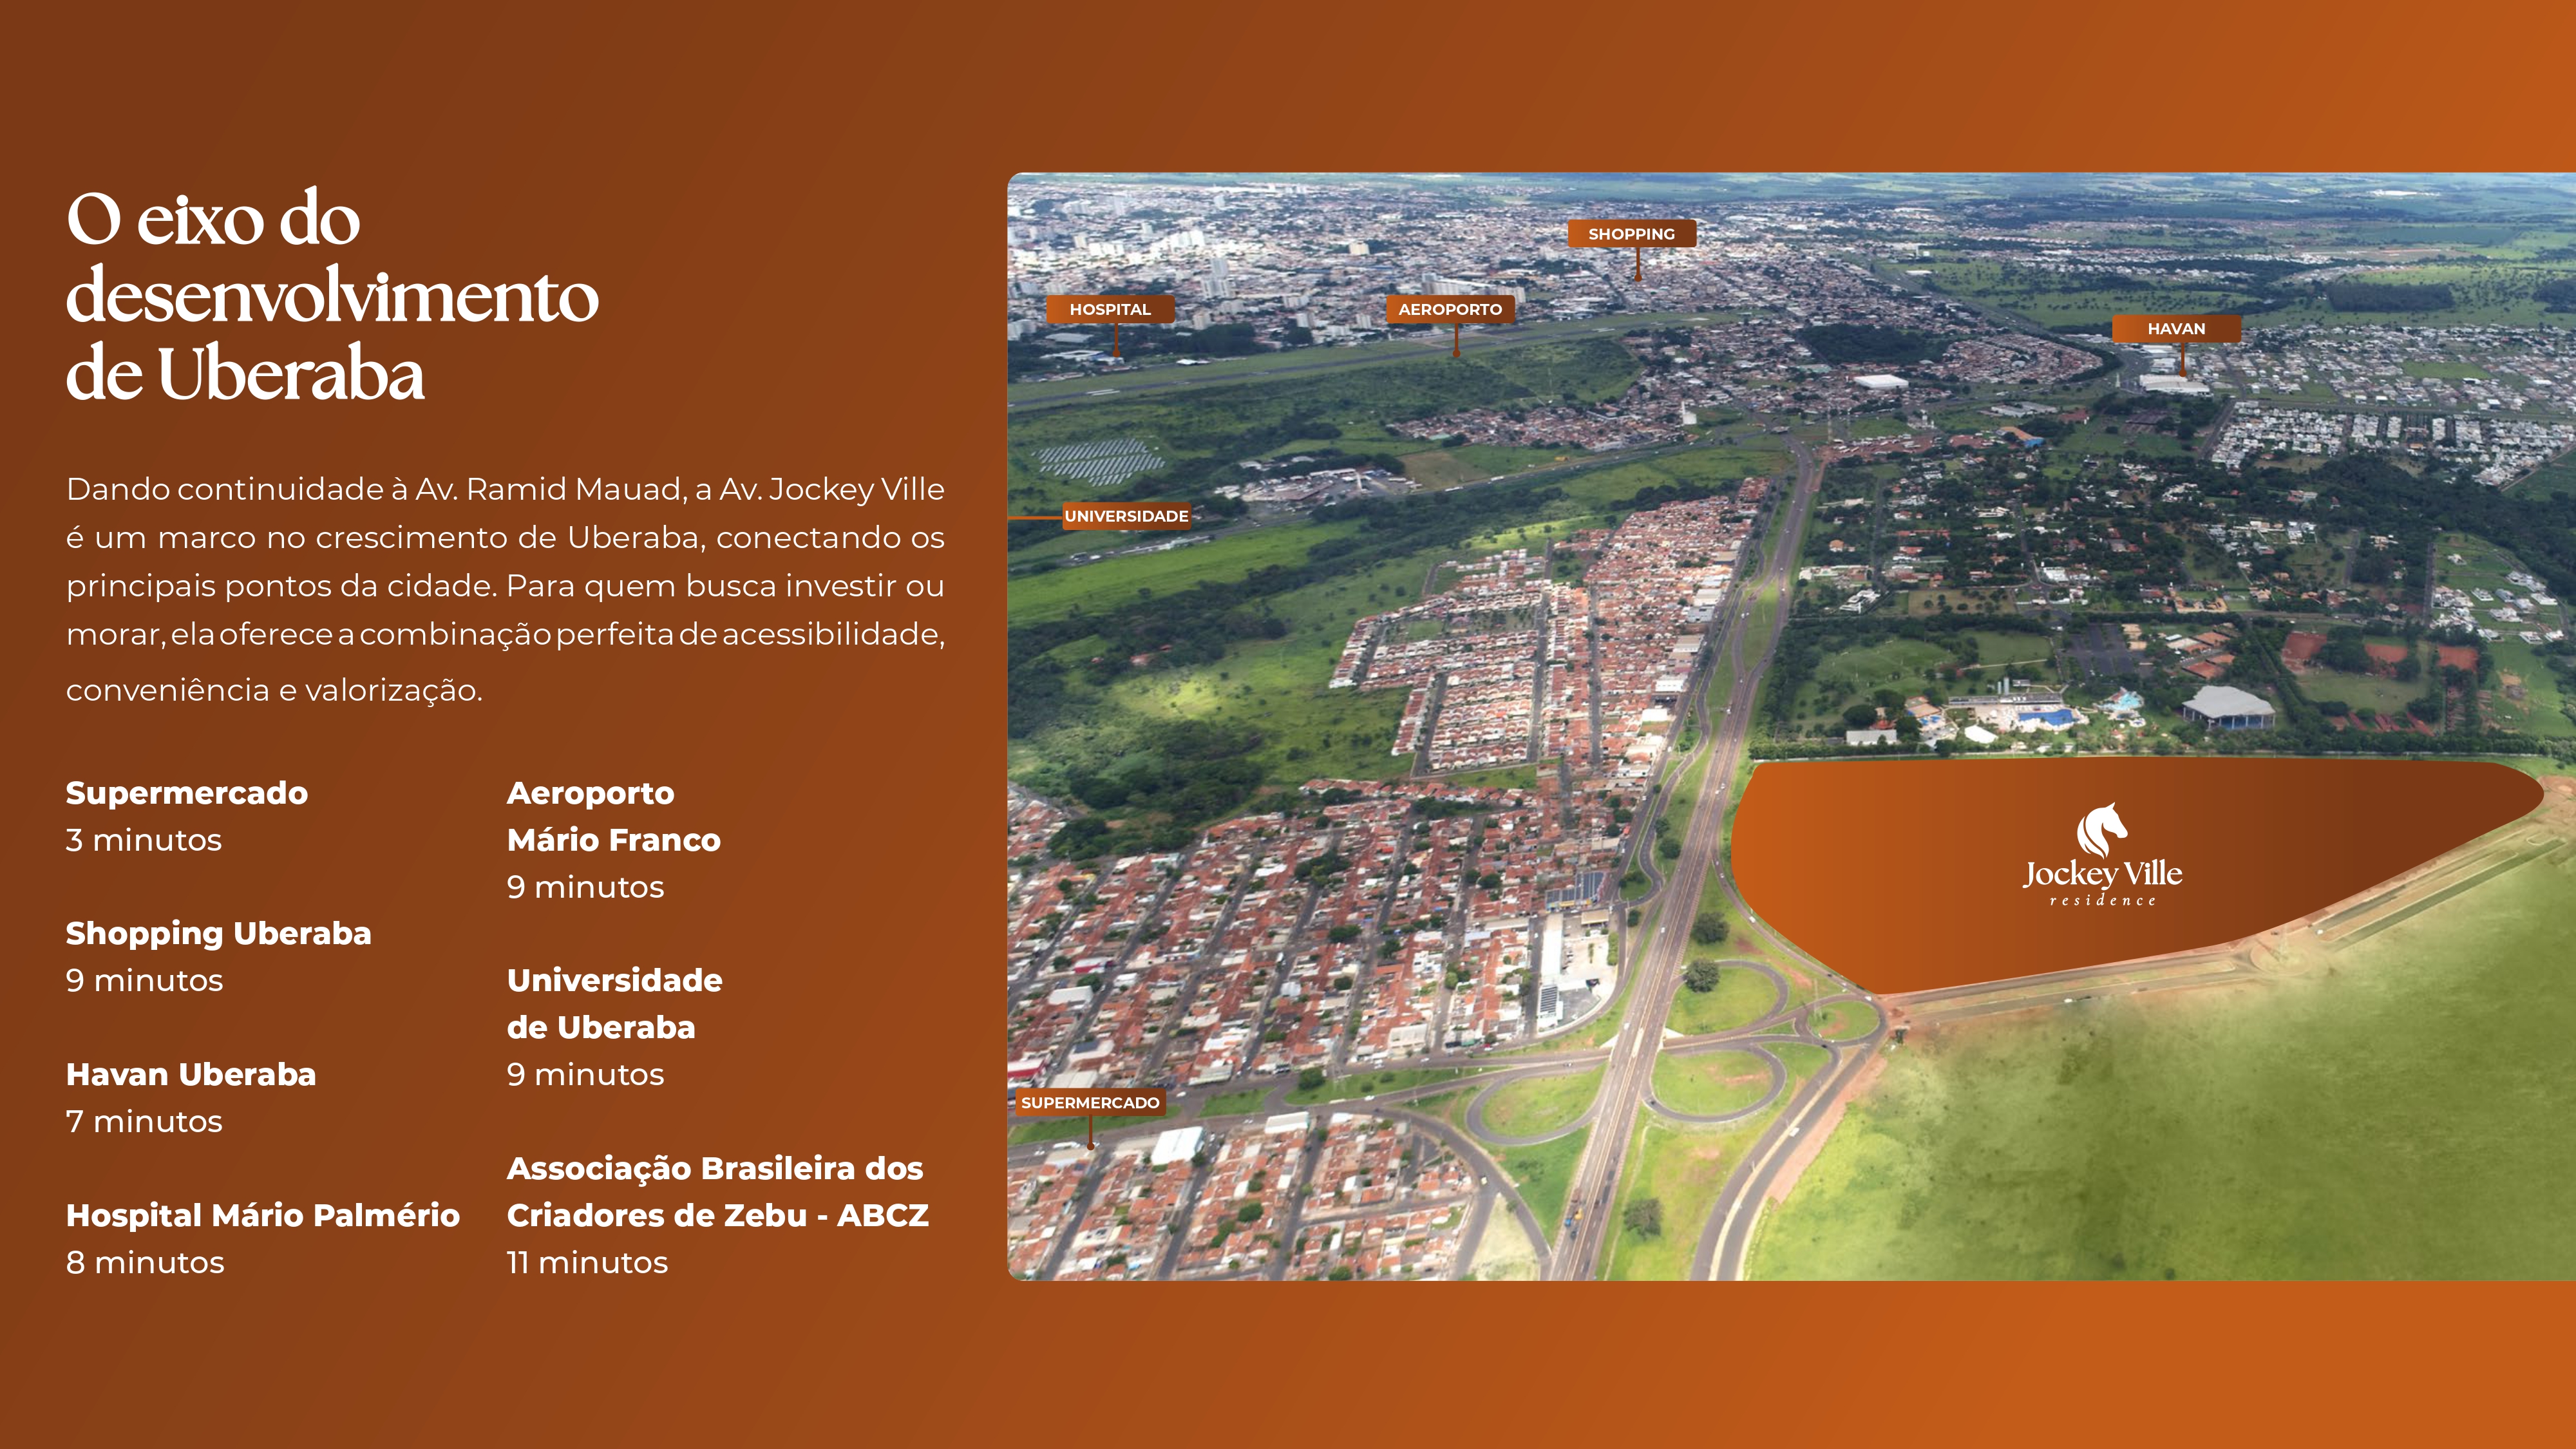 O eixo do
desenvolvimento
de Uberaba
Dando continuidade à Av. Ramid Mauad, a Av. Jockey Ville
é um marco no crescimento de Uberaba, conectando os
principais pontos da cidade. Para quem busca investir ou
morar, ela oferece a combinação perfeita de acessibilidade,
conveniência e valorização.
Supermercado
3 minutos
Shopping Uberaba
9 minutos
Havan Uberaba
7 minutos
Hospital Mário Palmério
8 minutos
Aeroporto
Mário Franco
9 minutos
Universidade
de Uberaba
9 minutos
Associação Brasileira dos
Criadores de Zebu - ABCZ
11 minutos
SHOPPING
HOSPITAL
AEROPORTO
HAVAN
UNIVERSIDADE
Jockey Ville
residence
SUPERMERCADO